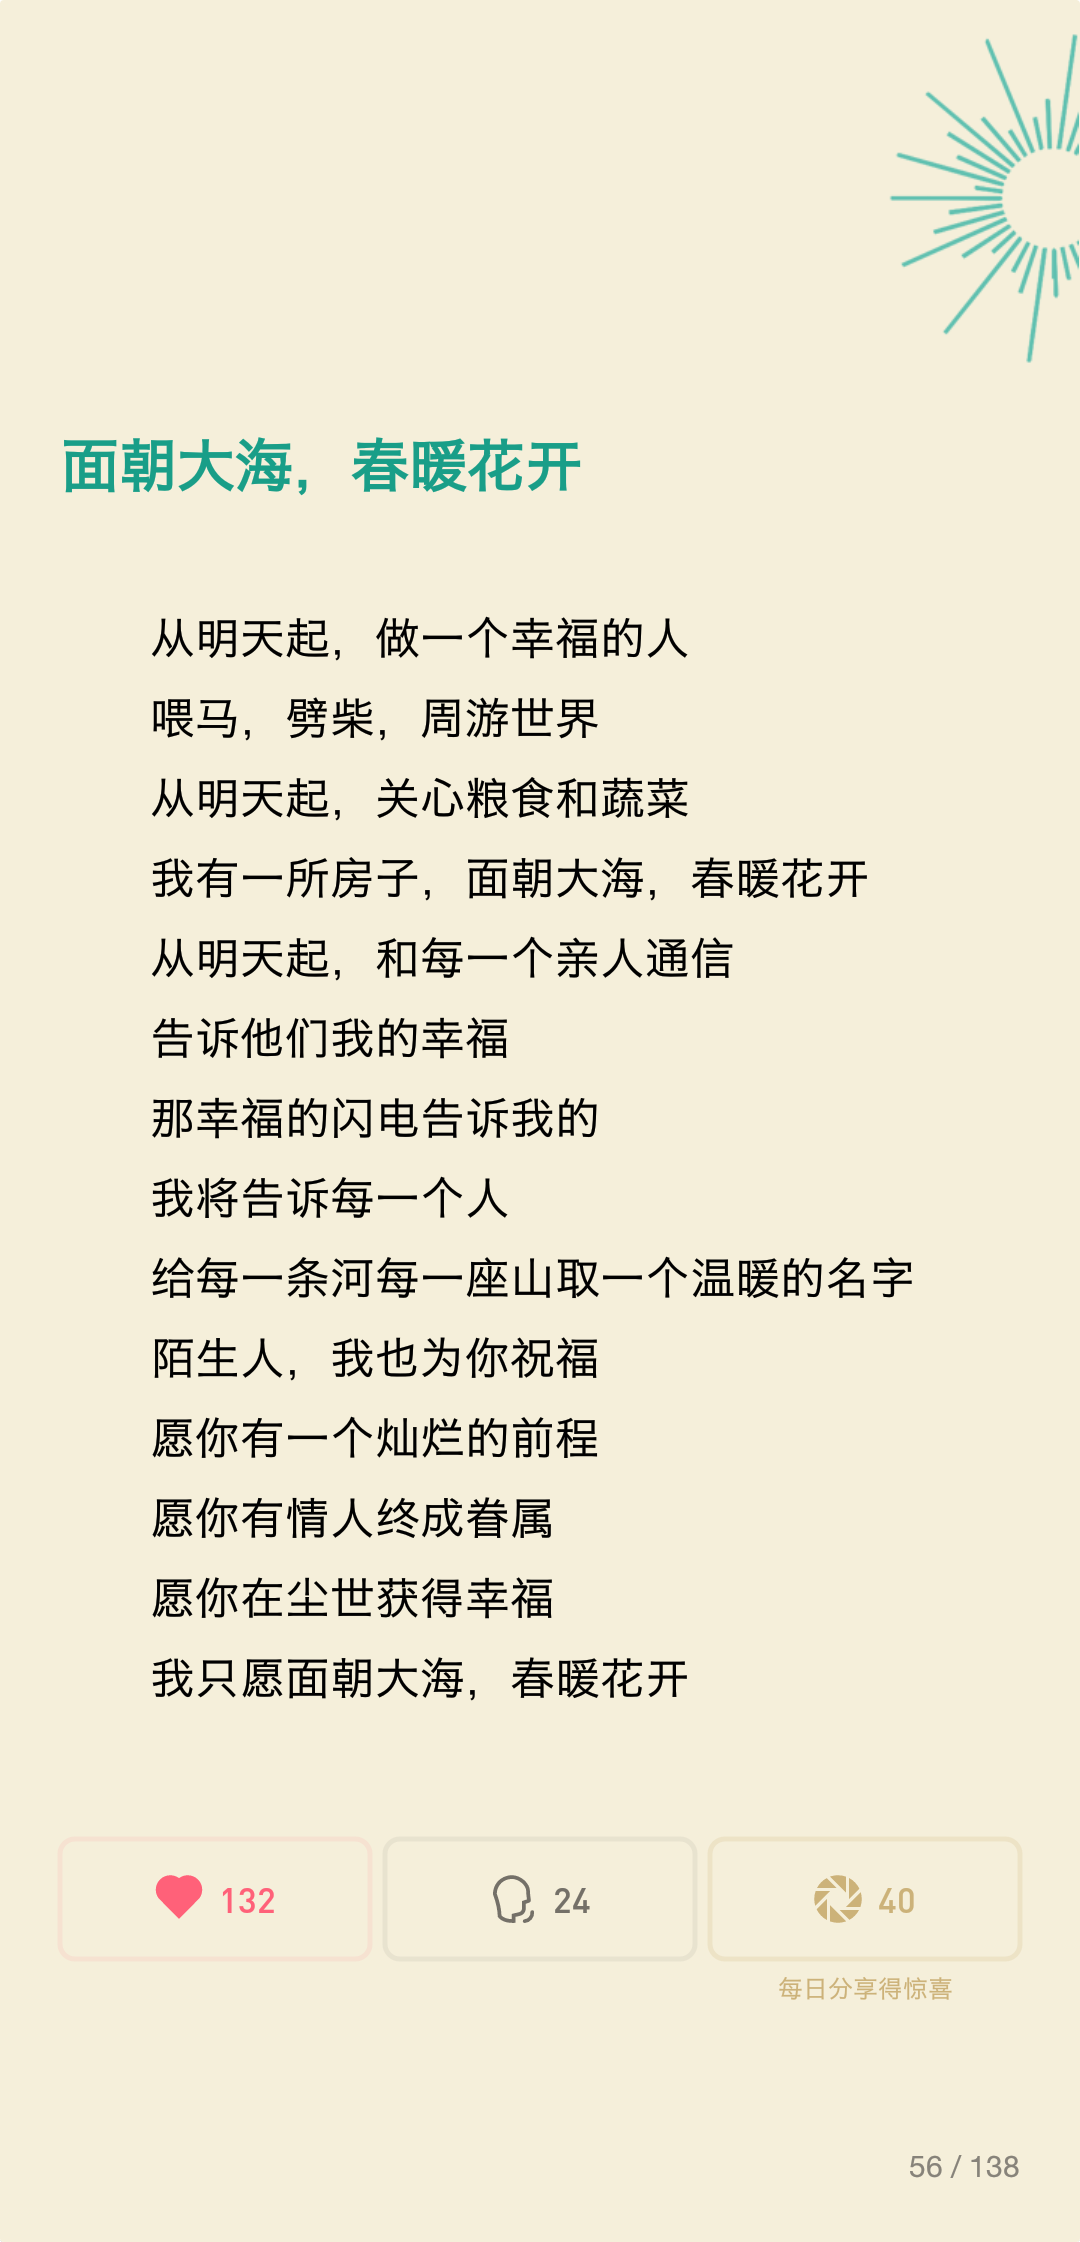 面朝大海，春暖花开
从明天起，做一个幸福的人
喂马，劈柴，周游世界
从明天起，关心粮食和蔬菜
我有一所房子，面朝大海，春暖花开
从明天起，和每一个亲人通信
告诉他们我的幸福
那幸福的闪电告诉我的
我将告诉每一个人
给每一条河每一座山取一个温暖的名字
陌生人，我也为你祝福
愿你有一个灿烂的前程
愿你有情人终成眷属
愿你在尘世获得幸福
我只愿面朝大海，春暖花开
132
24
40
每日分享得惊喜
56 / 138